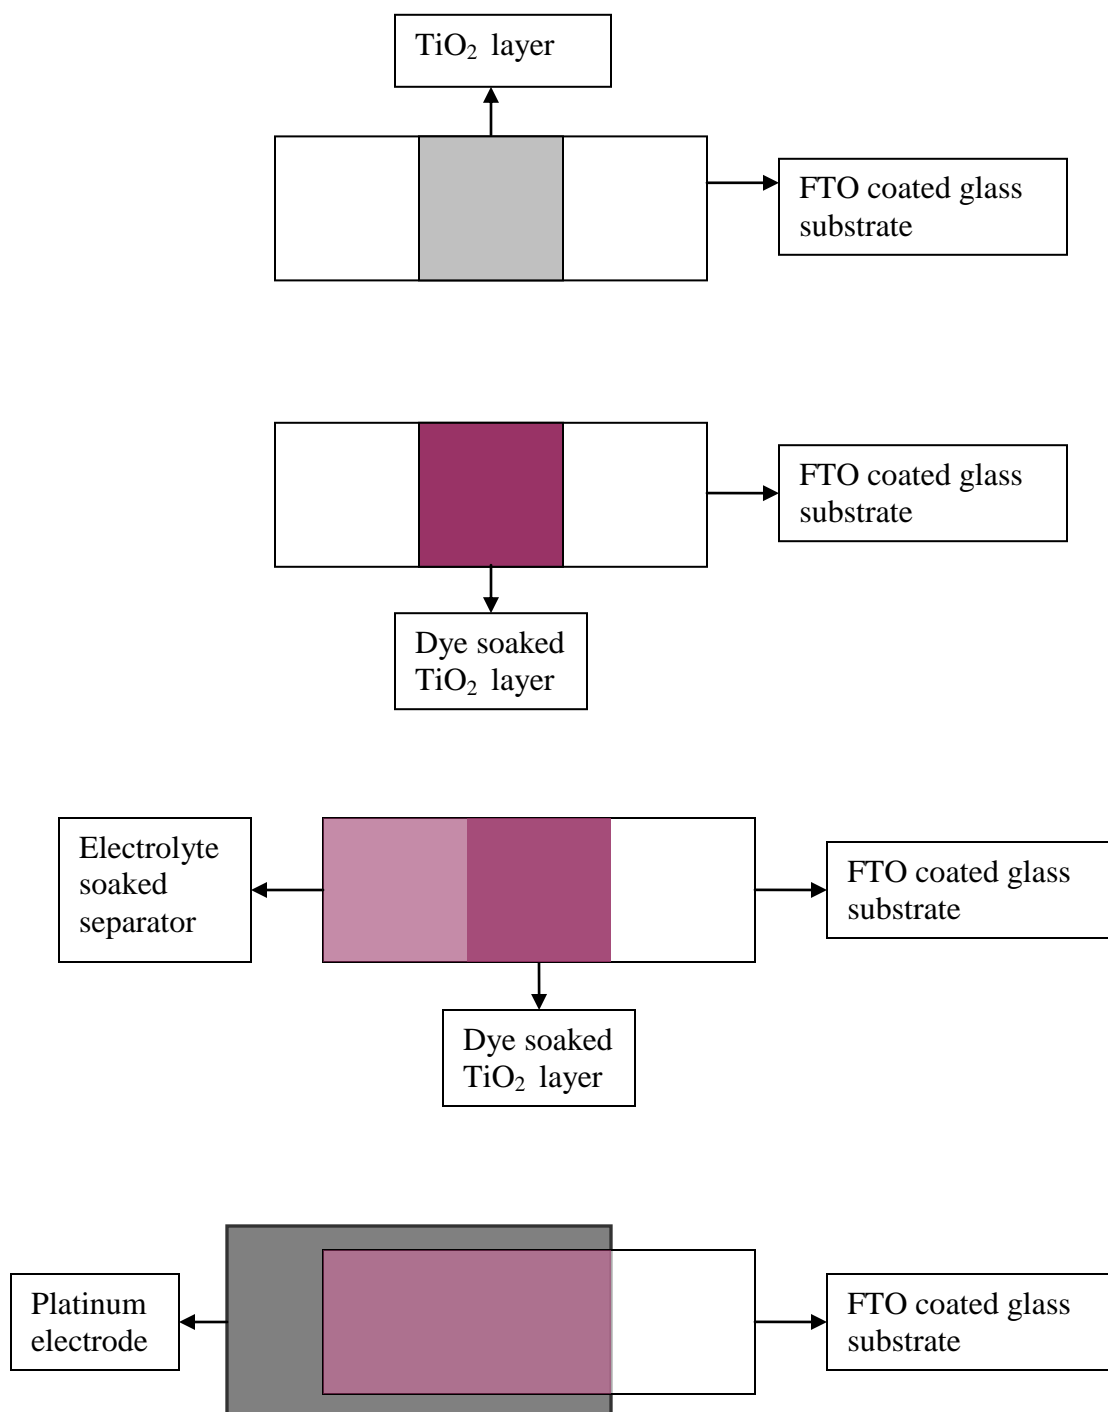 TiO₂ layer
FTO coated glass
substrate
FTO coated glass
substrate
Dye soaked
TiO₂ layer
Electrolyte
soaked
separator
FTO coated glass
substrate
Dye soaked
TiO₂ layer
Platinum
electrode
FTO coated glass
substrate